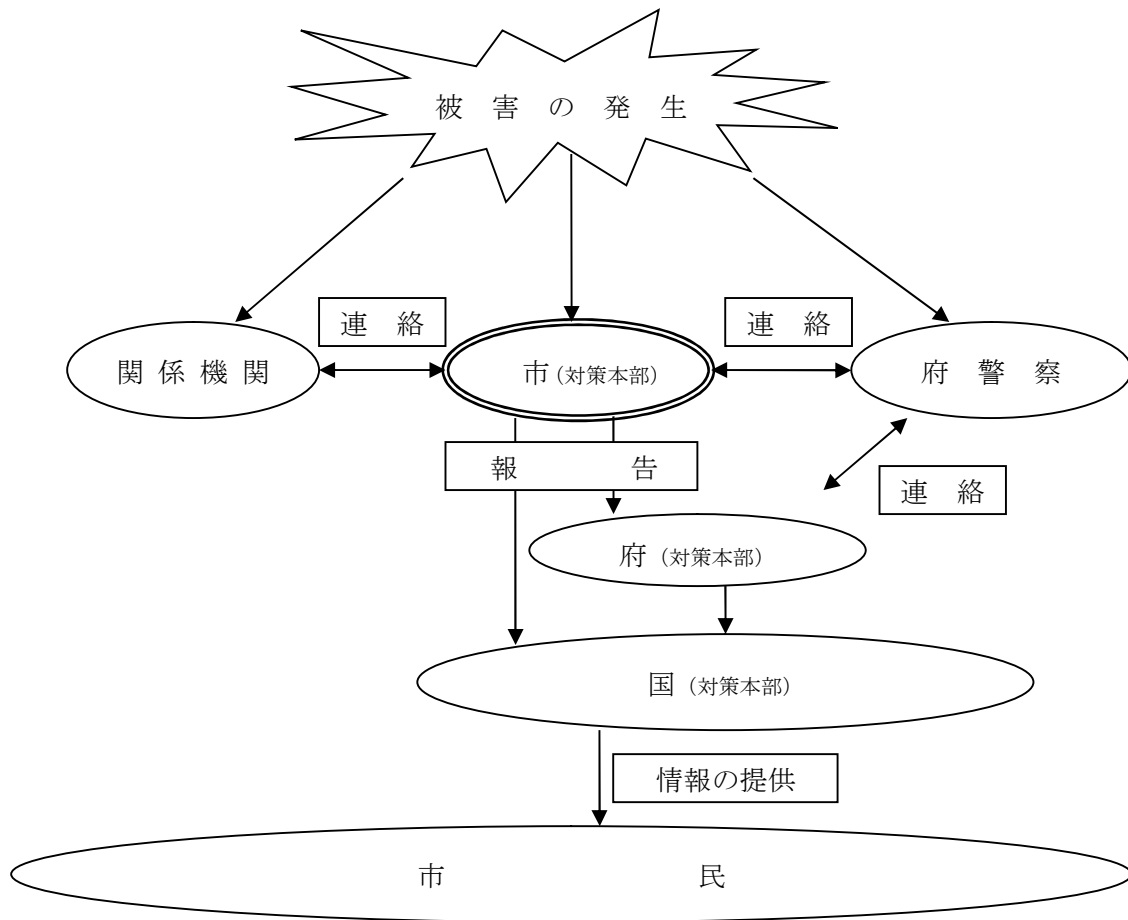 被害の発生
連絡
連絡
関係機関
市(対策本部)
府警察
報告
連絡
府(対策本部)
国(対策本部)
情報の提供
市民